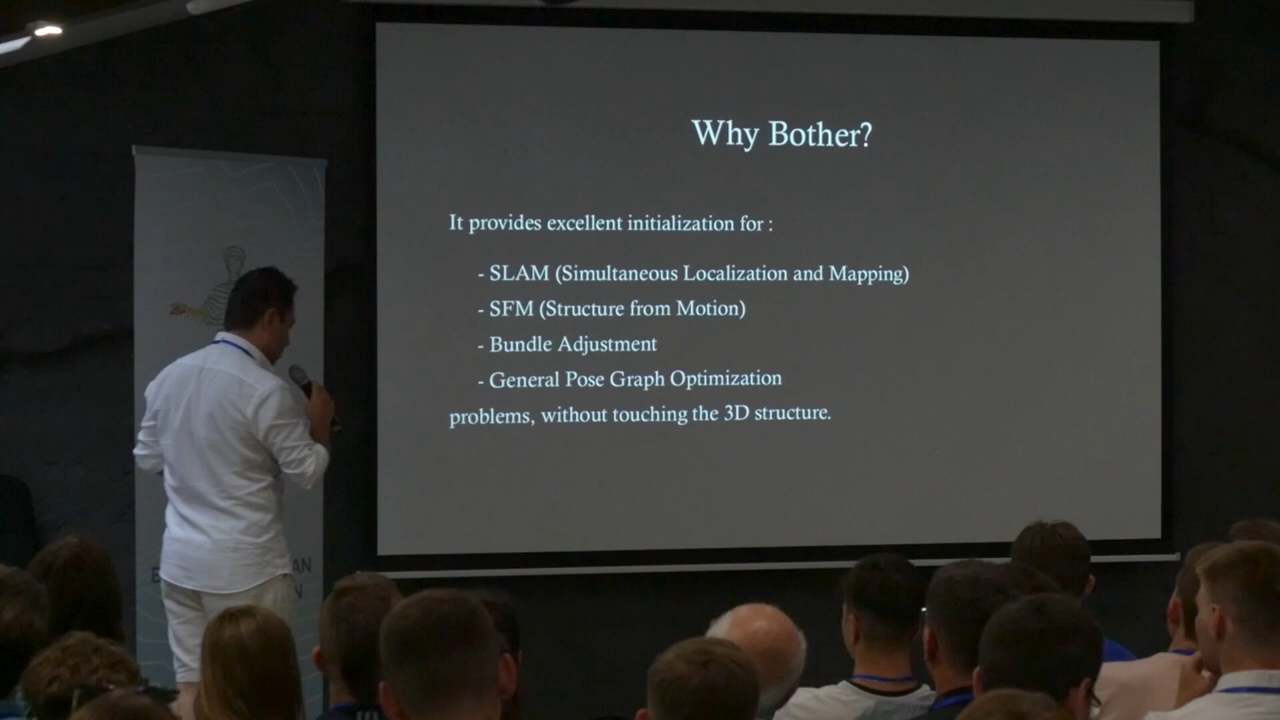 Why Bother?
It provides excellent initialization for :
- SLAM (Simultaneous Localization and Mapping)
- SFM (Structure from Motion)
- Bundle Adjustment
- General Pose Graph Optimization
problems, without touching the 3D structure.